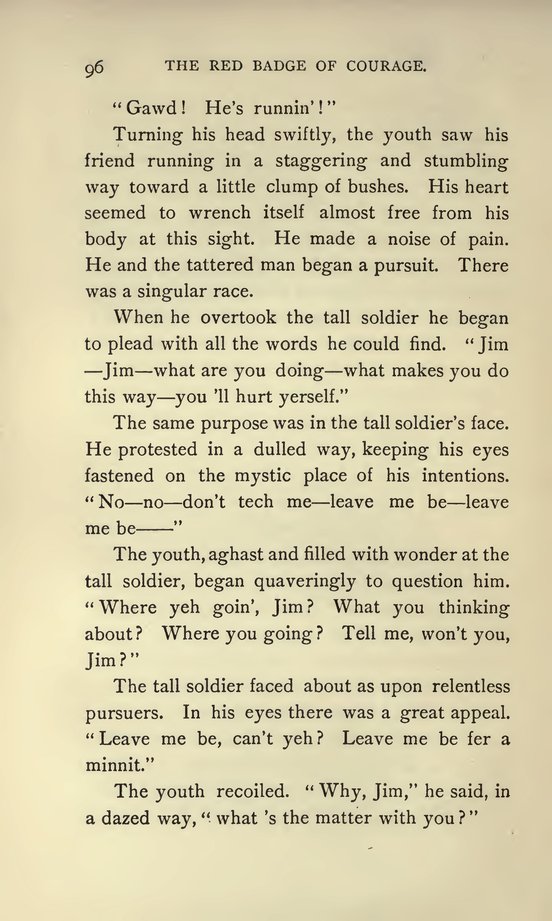 96 THE RED BADGE OF COURAGE.
"Gawd! He's runnin'!"
Turning his head swiftly, the youth saw his
friend running in a staggering and stumbling
way toward a little clump of bushes. His heart
seemed to wrench itself almost free from his
body at this sight. He made a noise of pain.
He and the tattered man began a pursuit. There
was a singular race.
When he overtook the tall soldier he began
to plead with all the words he could find. "Jim
—Jim—what are you doing—what makes you do
this way—you 'll hurt yerself."
The same purpose was in the tall soldier's face.
He protested in a dulled way, keeping his eyes
fastened on the mystic place of his intentions.
"No—no—don't tech me—leave me be—leave
me be——"
The youth, aghast and filled with wonder at the
tall soldier, began quaveringly to question him.
"Where yeh goin', Jim? What you thinking
about? Where you going? Tell me, won't you,
Jim?"
The tall soldier faced about as upon relentless
pursuers. In his eyes there was a great appeal.
"Leave me be, can't yeh? Leave me be fer a
minnit."
The youth recoiled. "Why, Jim," he said, in
a dazed way, "what 's the matter with you?"